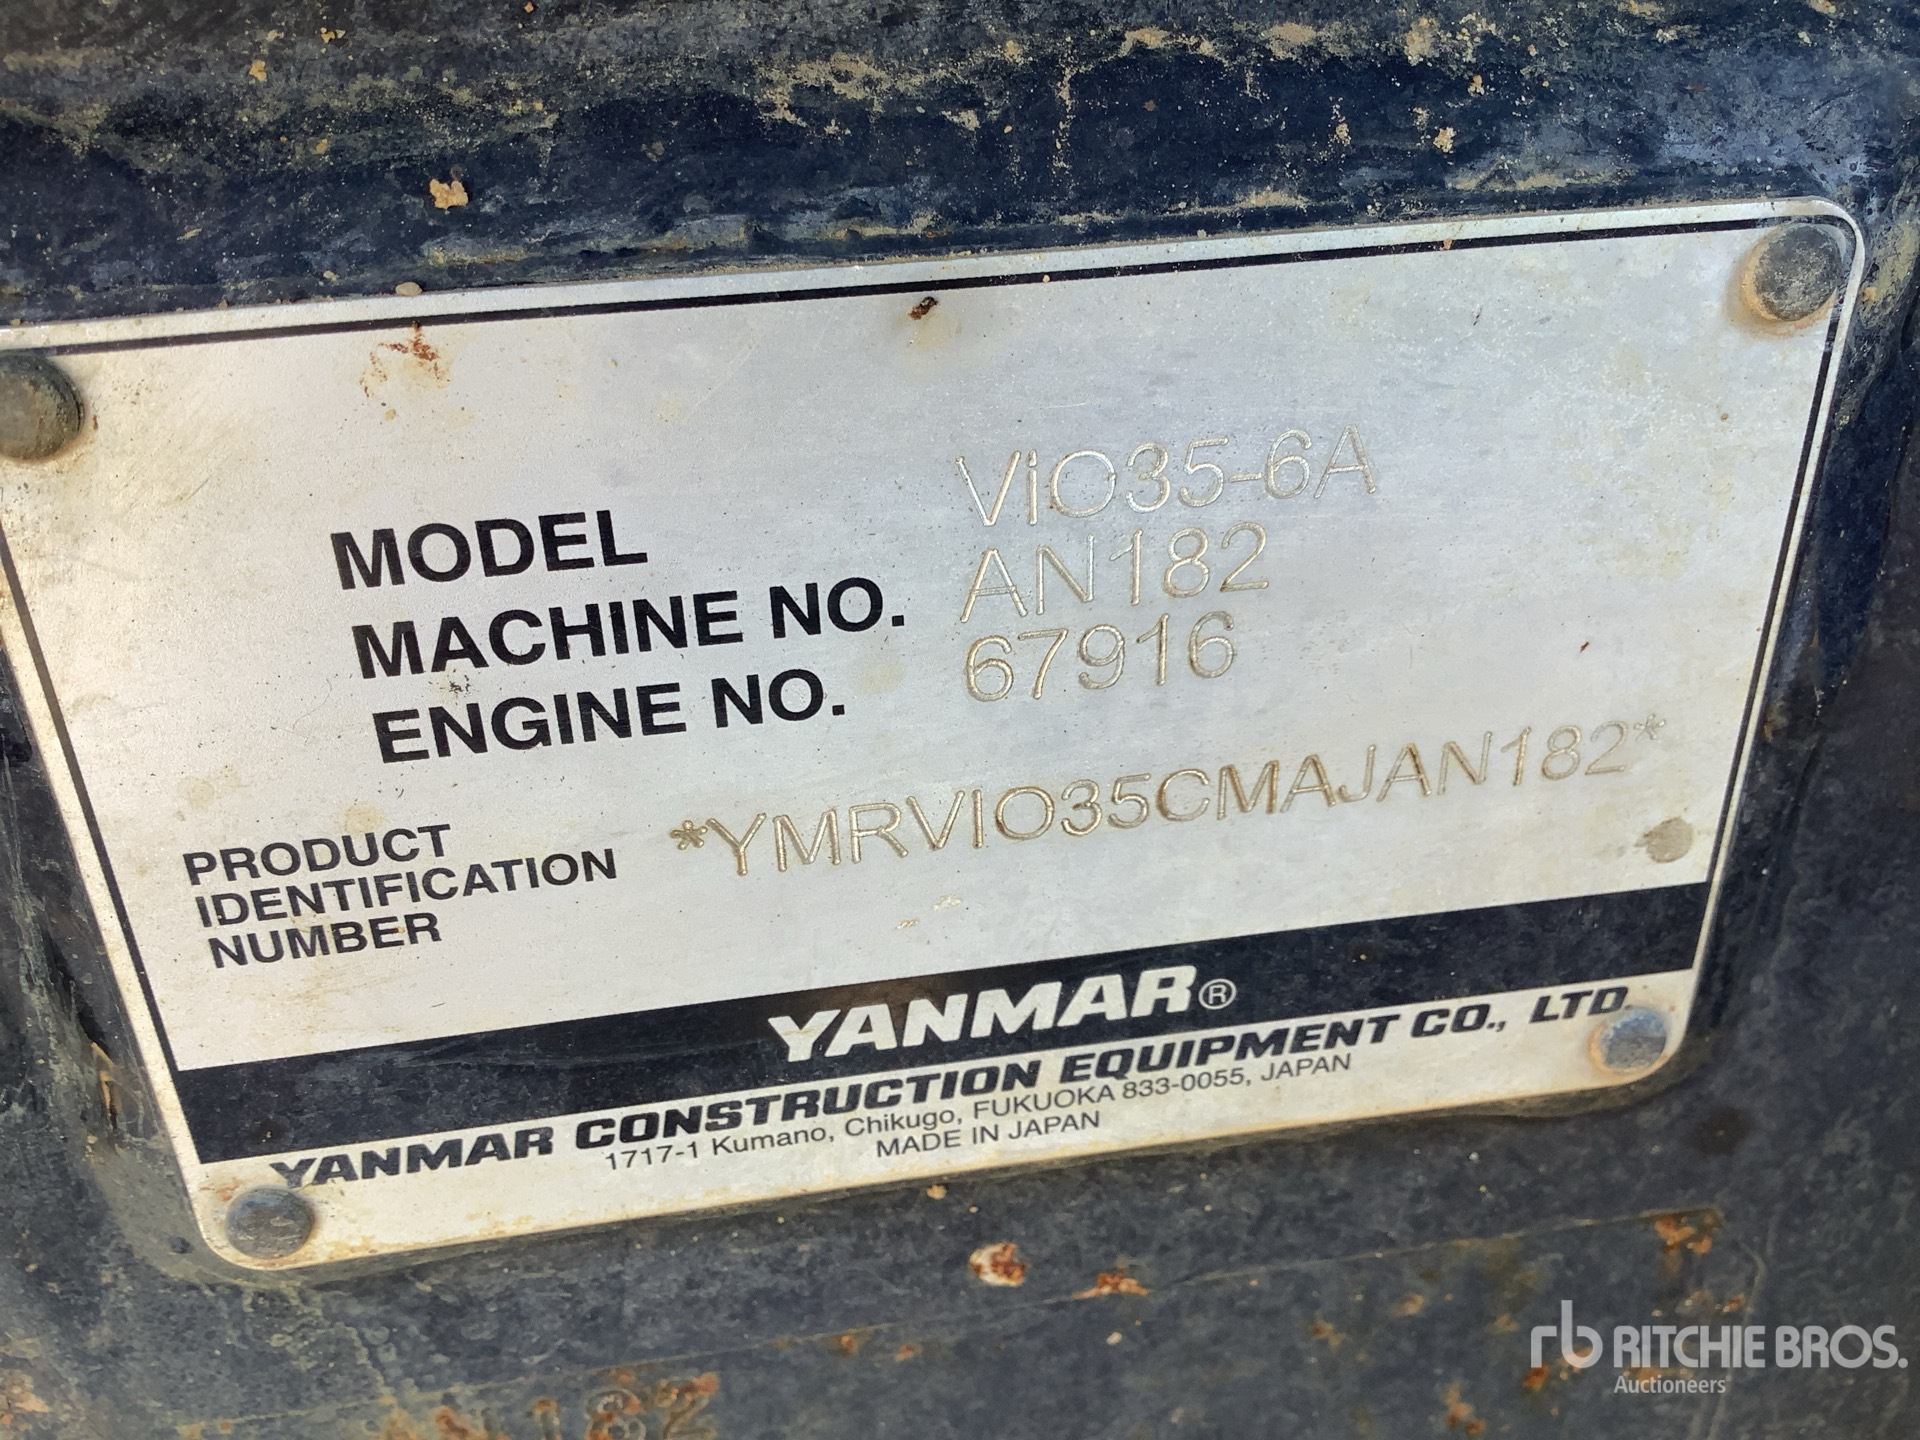 MODEL ViO35-6A
MACHINE NO. AN182
ENGINE NO. 67916
PRODUCT
IDENTIFICATION
NUMBER
*YMRVIO35CMAJAN182*
YANMAR®
YANMAR CONSTRUCTION EQUIPMENT CO., LTD.
1717-1 Kumano, Chikugo, FUKUOKA 833-0055, JAPAN
MADE IN JAPAN
182
rb RITCHIE BROS.
Auctioneers